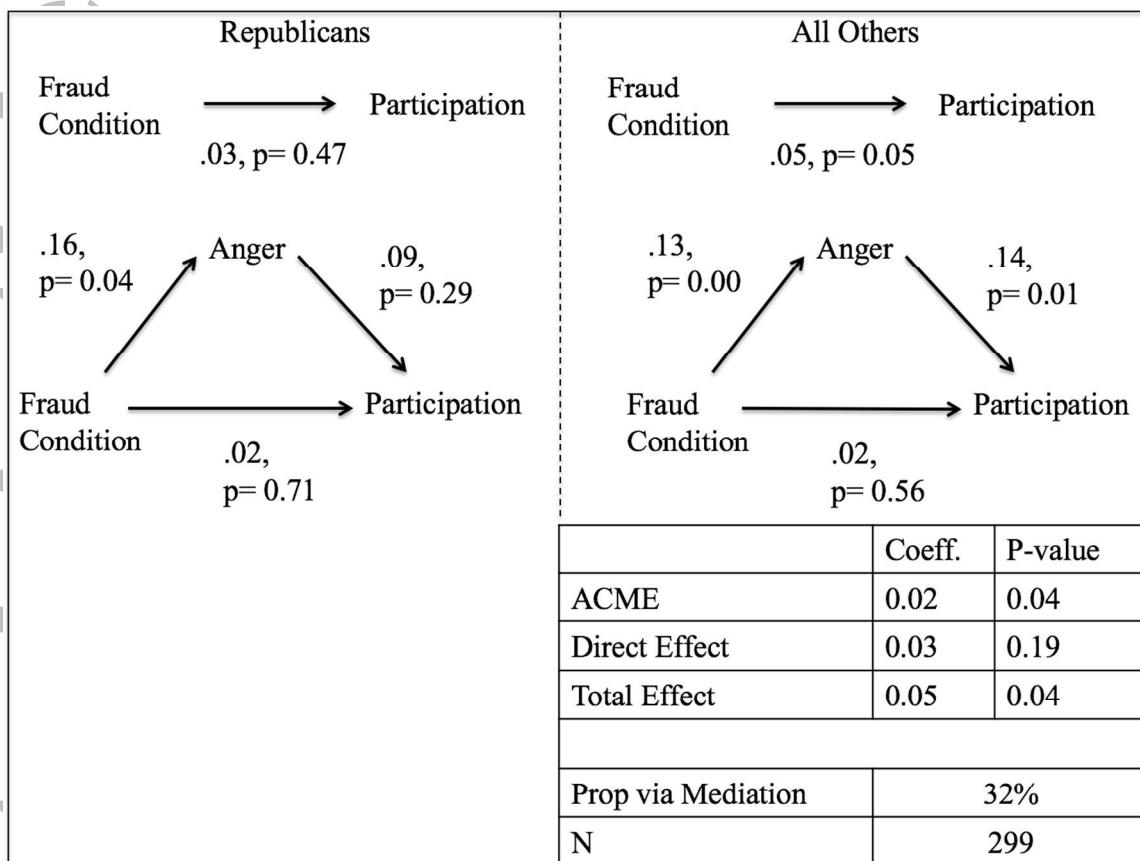 Republicans
Fraud
Condition
Participation
.03, p= 0.47
.16,
p= 0.04
Anger
.09,
p= 0.29
Fraud
Condition
Participation
.02,
p= 0.71
All Others
Fraud
Condition
Participation
.05, p= 0.05
.13,
p= 0.00
Anger
.14,
p= 0.01
Fraud
Condition
Participation
.02,
p= 0.56
Coeff. P-value
ACME 0.02 0.04
Direct Effect 0.03 0.19
Total Effect 0.05 0.04
Prop via Mediation 32%
N 299